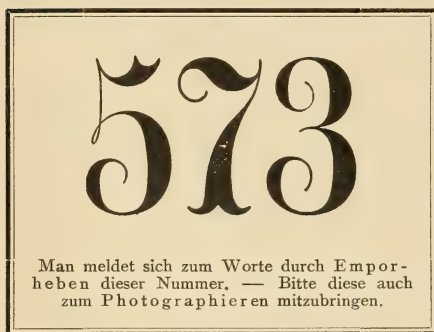 573
Man meldet sich zum Worte durch Empor-
heben dieser Nummer. — Bitte diese auch
zum Photographieren mitzubringen.